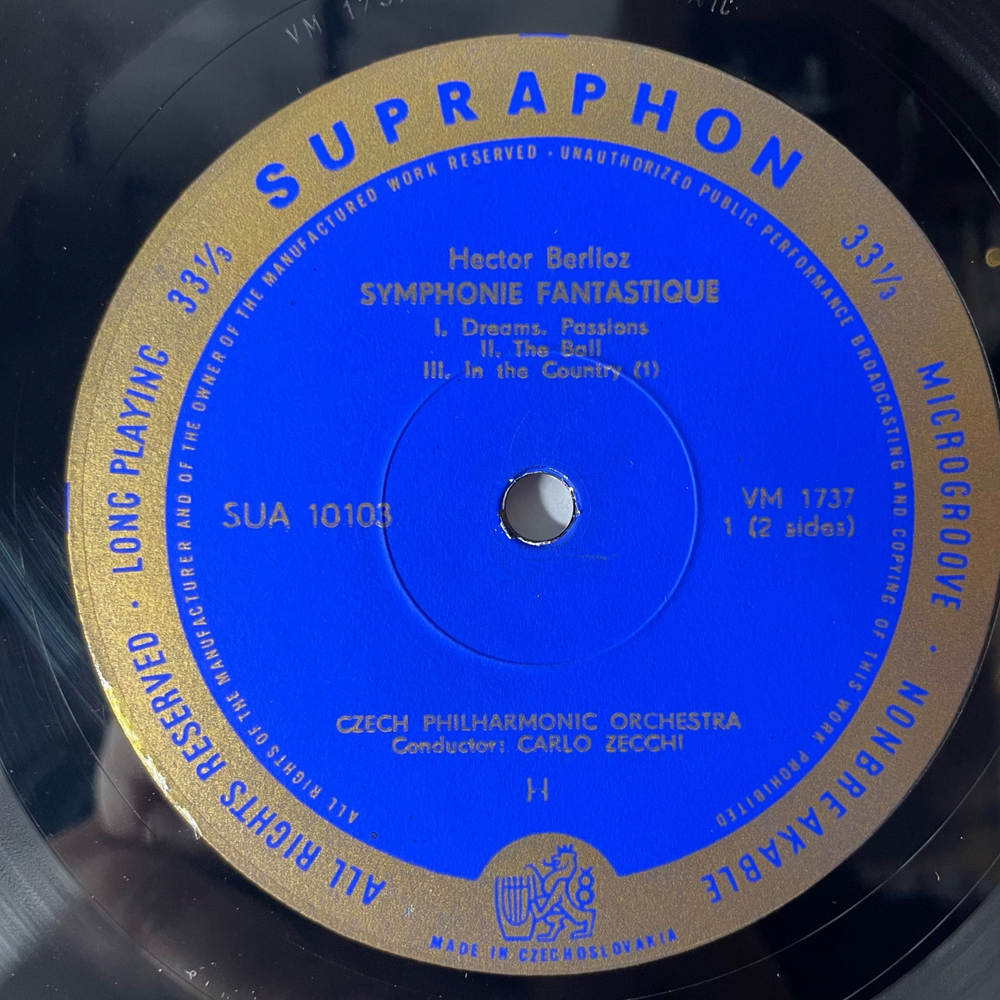 VM 173
SUPRAPHON
33⅓
33⅓
LONG PLAYING
MICROGROOVE
ALL RIGHTS RESERVED · 
· NONBREAKABLE
ALL RIGHTS OF THE MANUFACTURER AND OF THE OWNER OF THE MANUFACTURED WORK RESERVED · UNAUTHORIZED PUBLIC PERFORMANCE BROADCASTING AND COPYING OF THIS WORK PROHIBITED
Hector Berlioz
SYMPHONIE FANTASTIQUE
I. Dreams. Passions
II. The Ball
III. In the Country (1)
SUA 10103
VM 1737
1 (2 sides)
CZECH PHILHARMONIC ORCHESTRA
Conductor: CARLO ZECCHI
H
MADE IN CZECHOSLOVAKIA